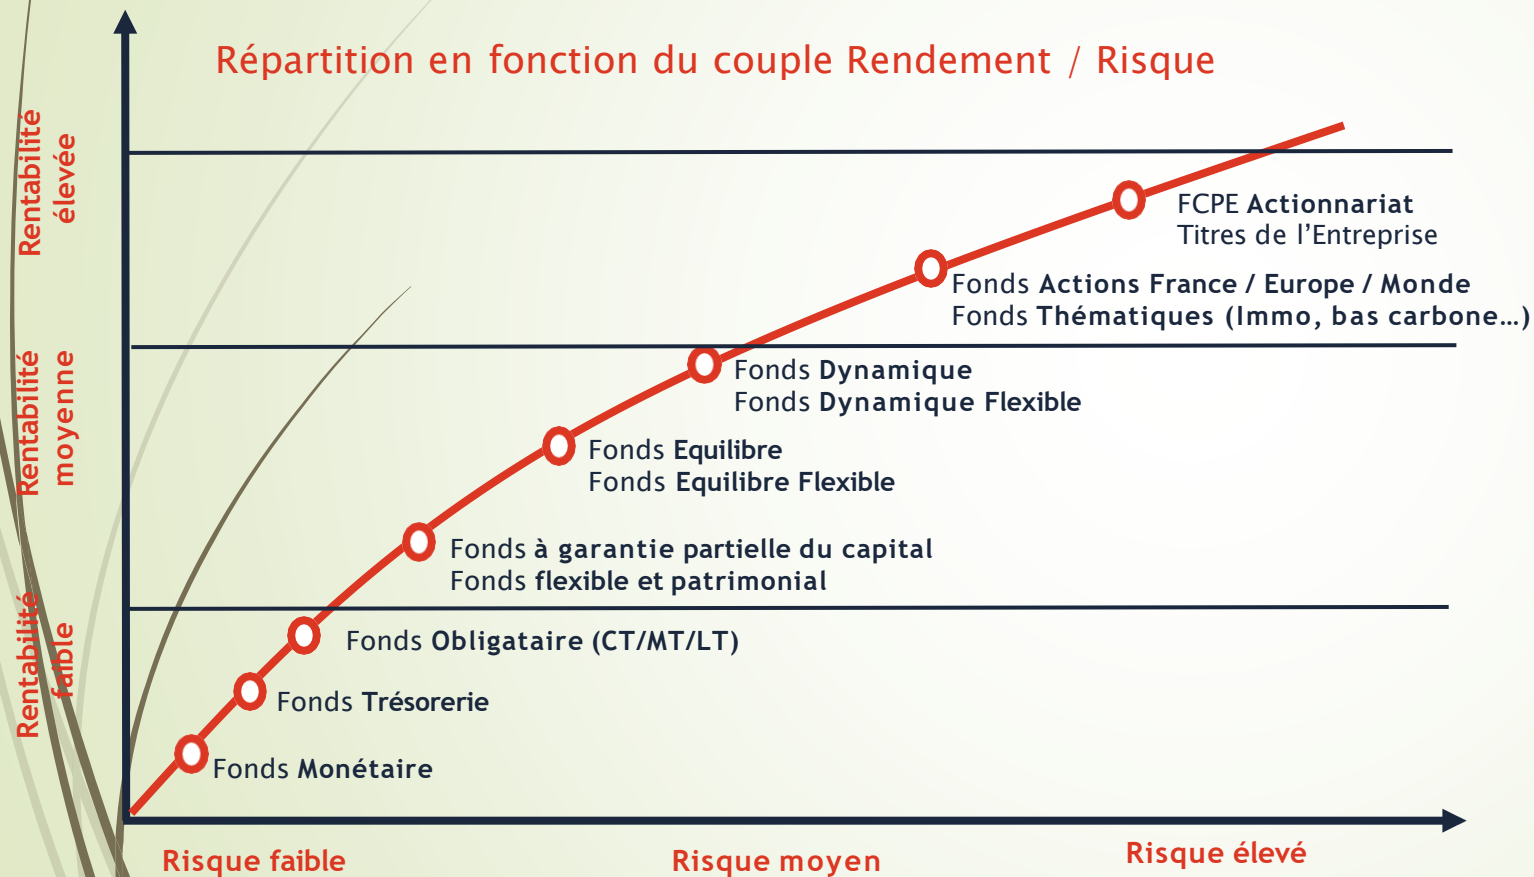 Répartition en fonction du couple Rendement / Risque
Rentabilité
élevée
FCPE Actionnariat
Titres de l’Entreprise
Fonds Actions France / Europe / Monde
Fonds Thématiques (Immo, bas carbone…)
Rentabilité
moyenne
Fonds Dynamique
Fonds Dynamique Flexible
Fonds Equilibre
Fonds Equilibre Flexible
Fonds à garantie partielle du capital
Fonds flexible et patrimonial
Rentabilité
faible
Fonds Obligataire (CT/MT/LT)
Fonds Trésorerie
Fonds Monétaire
Risque faible
Risque moyen
Risque élevé